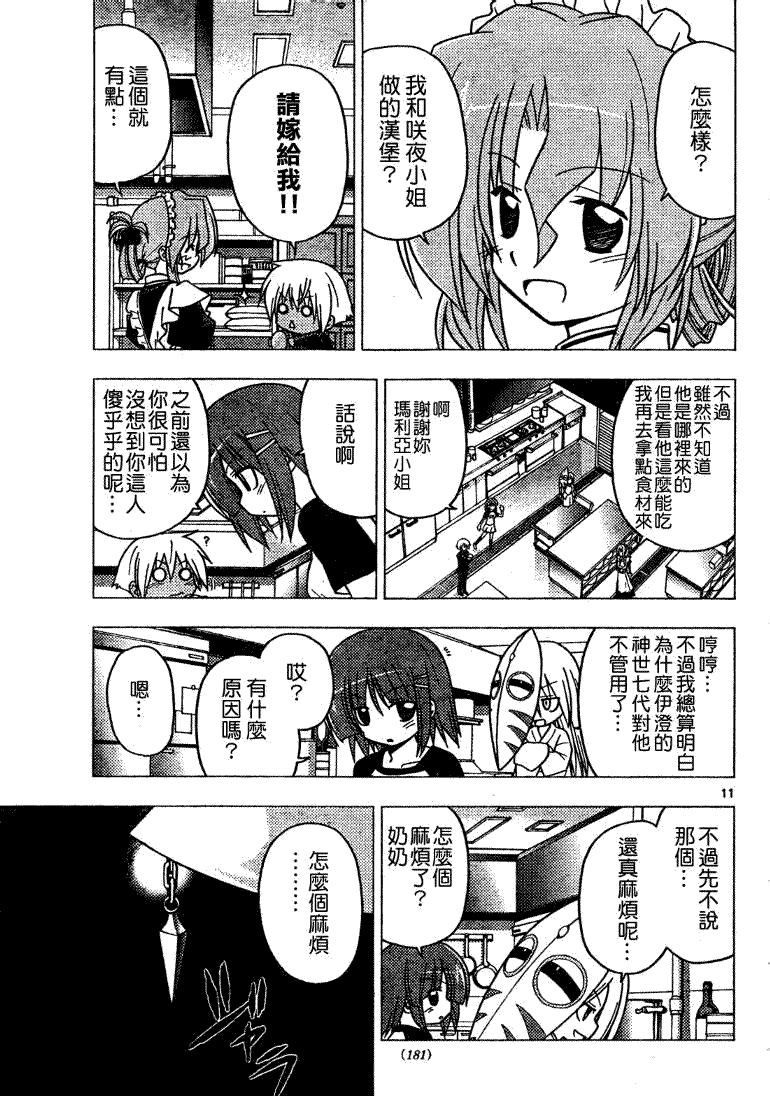 怎麼樣？
我和咲夜小姐
做的漢堡？
請嫁給我!!
這個就
有點…
不過
雖然不知道
他是哪裡來的
但是看他這麼能吃
我再去拿點食材來
啊
謝謝妳
瑪利亞小姐
話說啊
之前還以為
你很可怕
沒想到你這人
傻乎乎的呢…
?
哼哼…
不過我總算明白
為什麼伊澄的
神世七代對他
不管用了…
哎？
有什麼
原因嗎？
嗯…
11
不過先不說
那個…
還真麻煩呢…
怎麼個
麻煩了？
奶奶
怎麼個麻煩
………
ジャラ
(181)